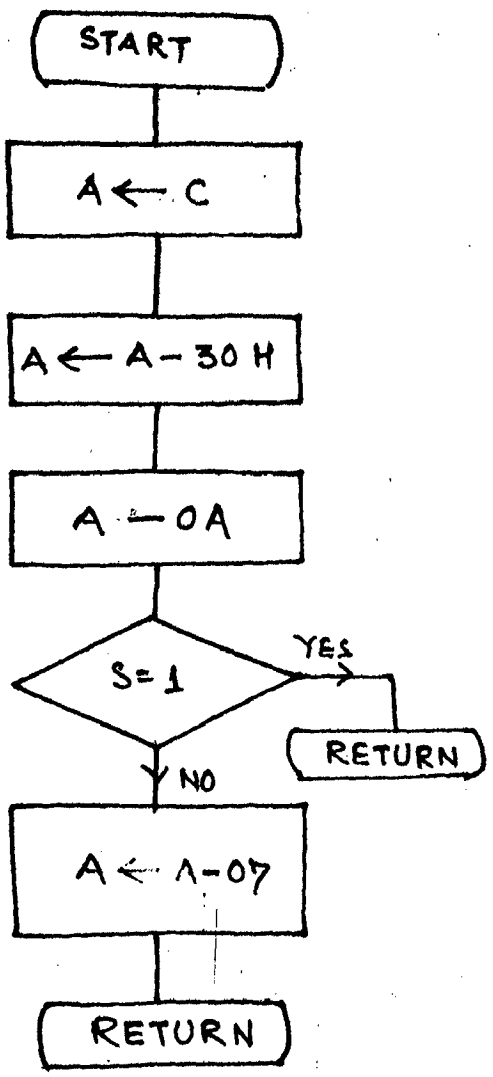 START
A ← C
A ← A - 30 H
A - 0A
S = 1
YES
RETURN
NO
A ← A - 07
RETURN